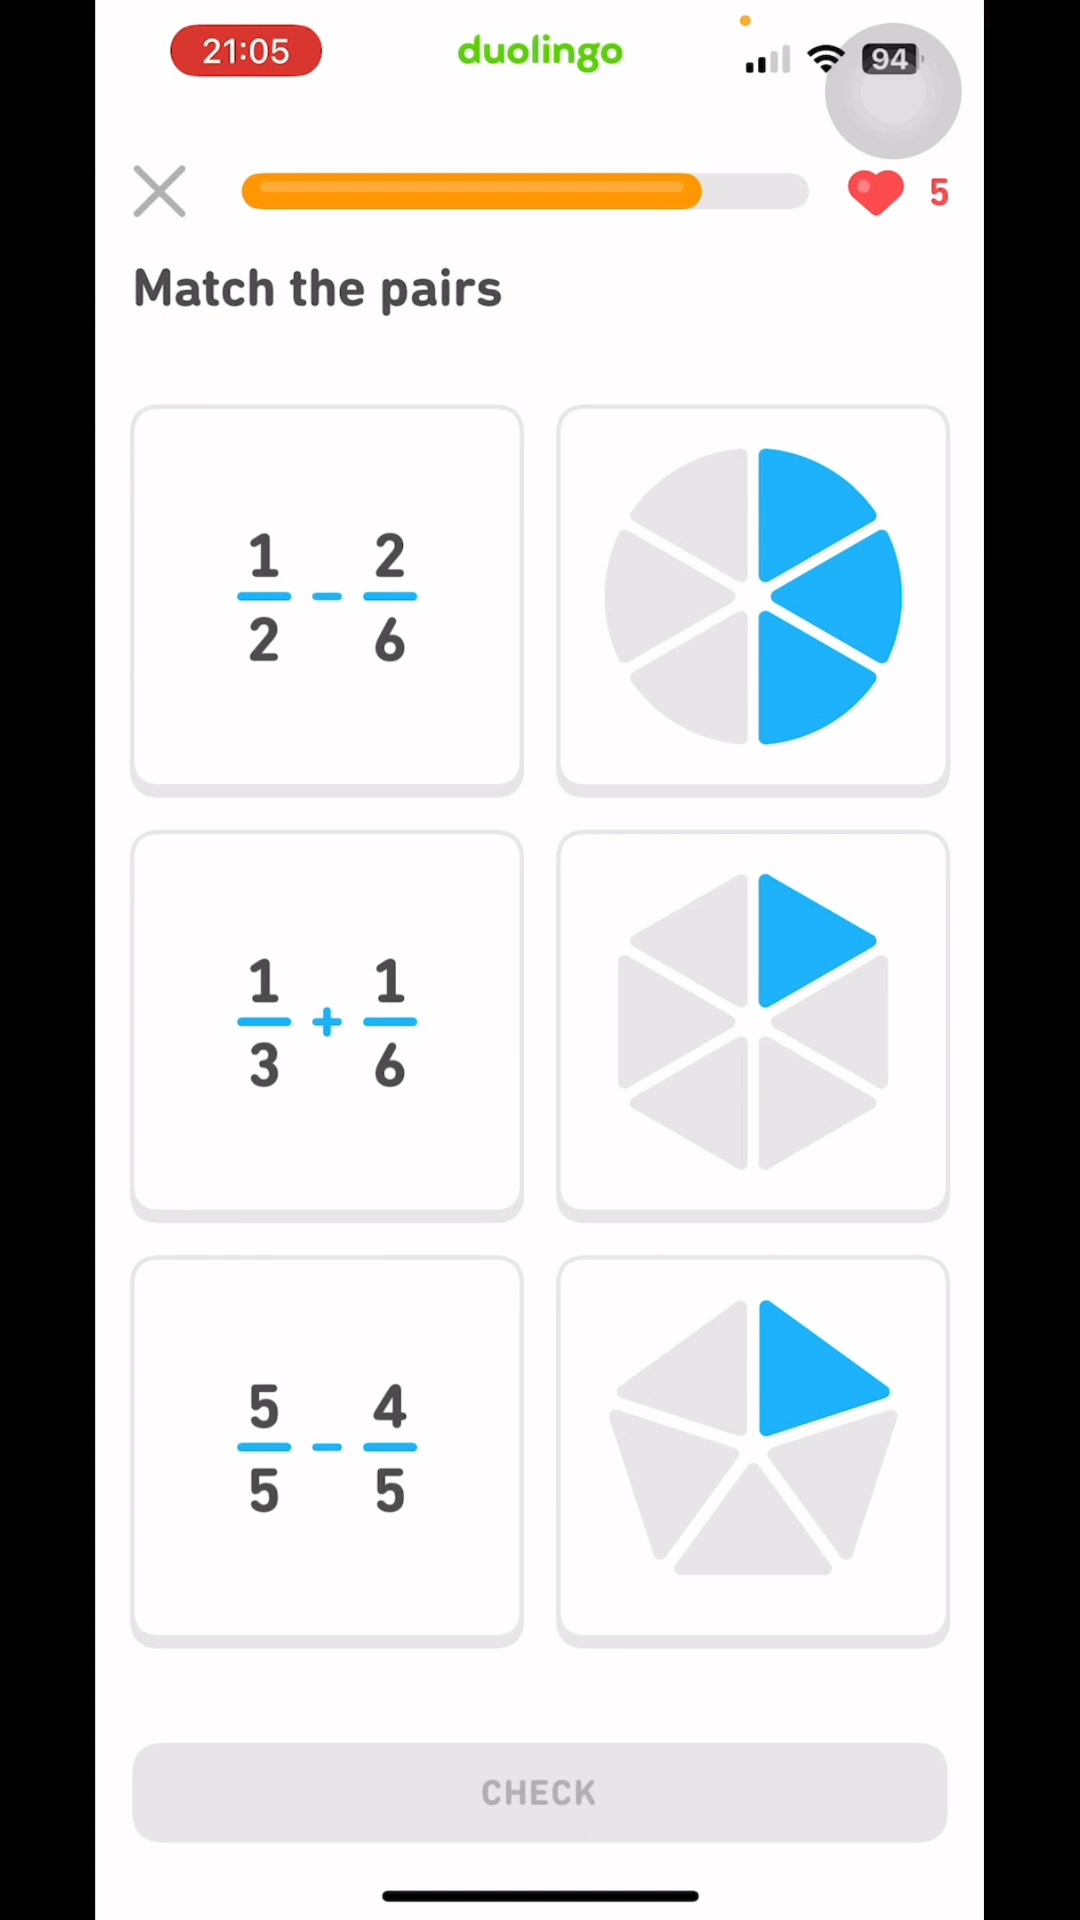 21:05
duolingo
94
5
Match the pairs
1/2 - 2/6
1/3 + 1/6
5/5 - 4/5
CHECK